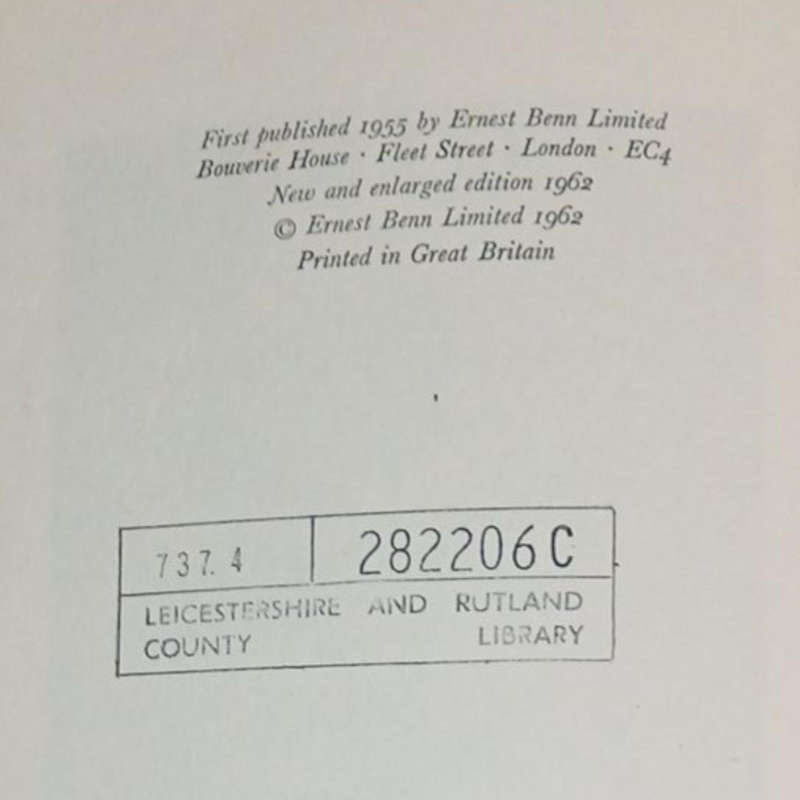 First published 1955 by Ernest Benn Limited
Bouverie House · Fleet Street · London · EC4
New and enlarged edition 1962
© Ernest Benn Limited 1962
Printed in Great Britain
737.4 282206C
LEICESTERSHIRE AND RUTLAND
COUNTY LIBRARY